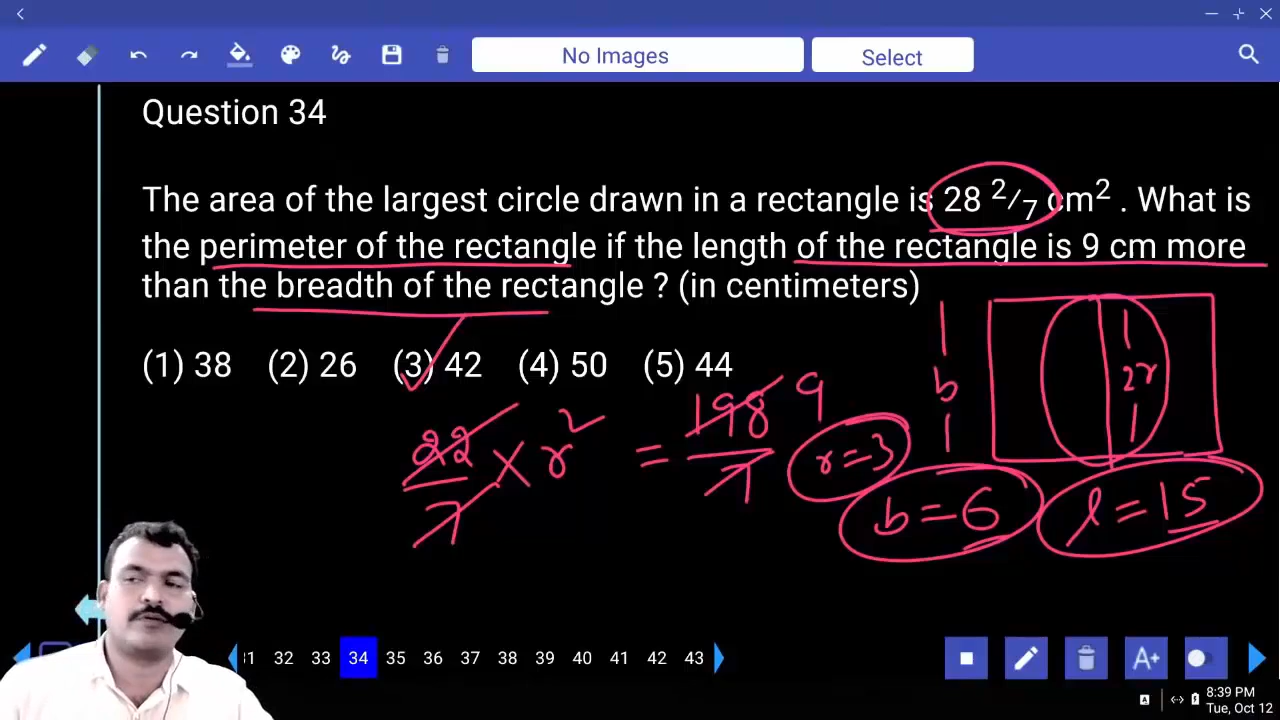 No Images
Select
Question 34
The area of the largest circle drawn in a rectangle is 28 ²/₇ cm² . What is
the perimeter of the rectangle if the length of the rectangle is 9 cm more
than the breadth of the rectangle ? (in centimeters)
(1) 38 (2) 26 (3) 42 (4) 50 (5) 44
b
2r
22/7 × r² = 198/7 9
r=3
b=6
l=15
31 32 33 34 35 36 37 38 39 40 41 42 43
A+
A
8:39 PM
Tue, Oct 12